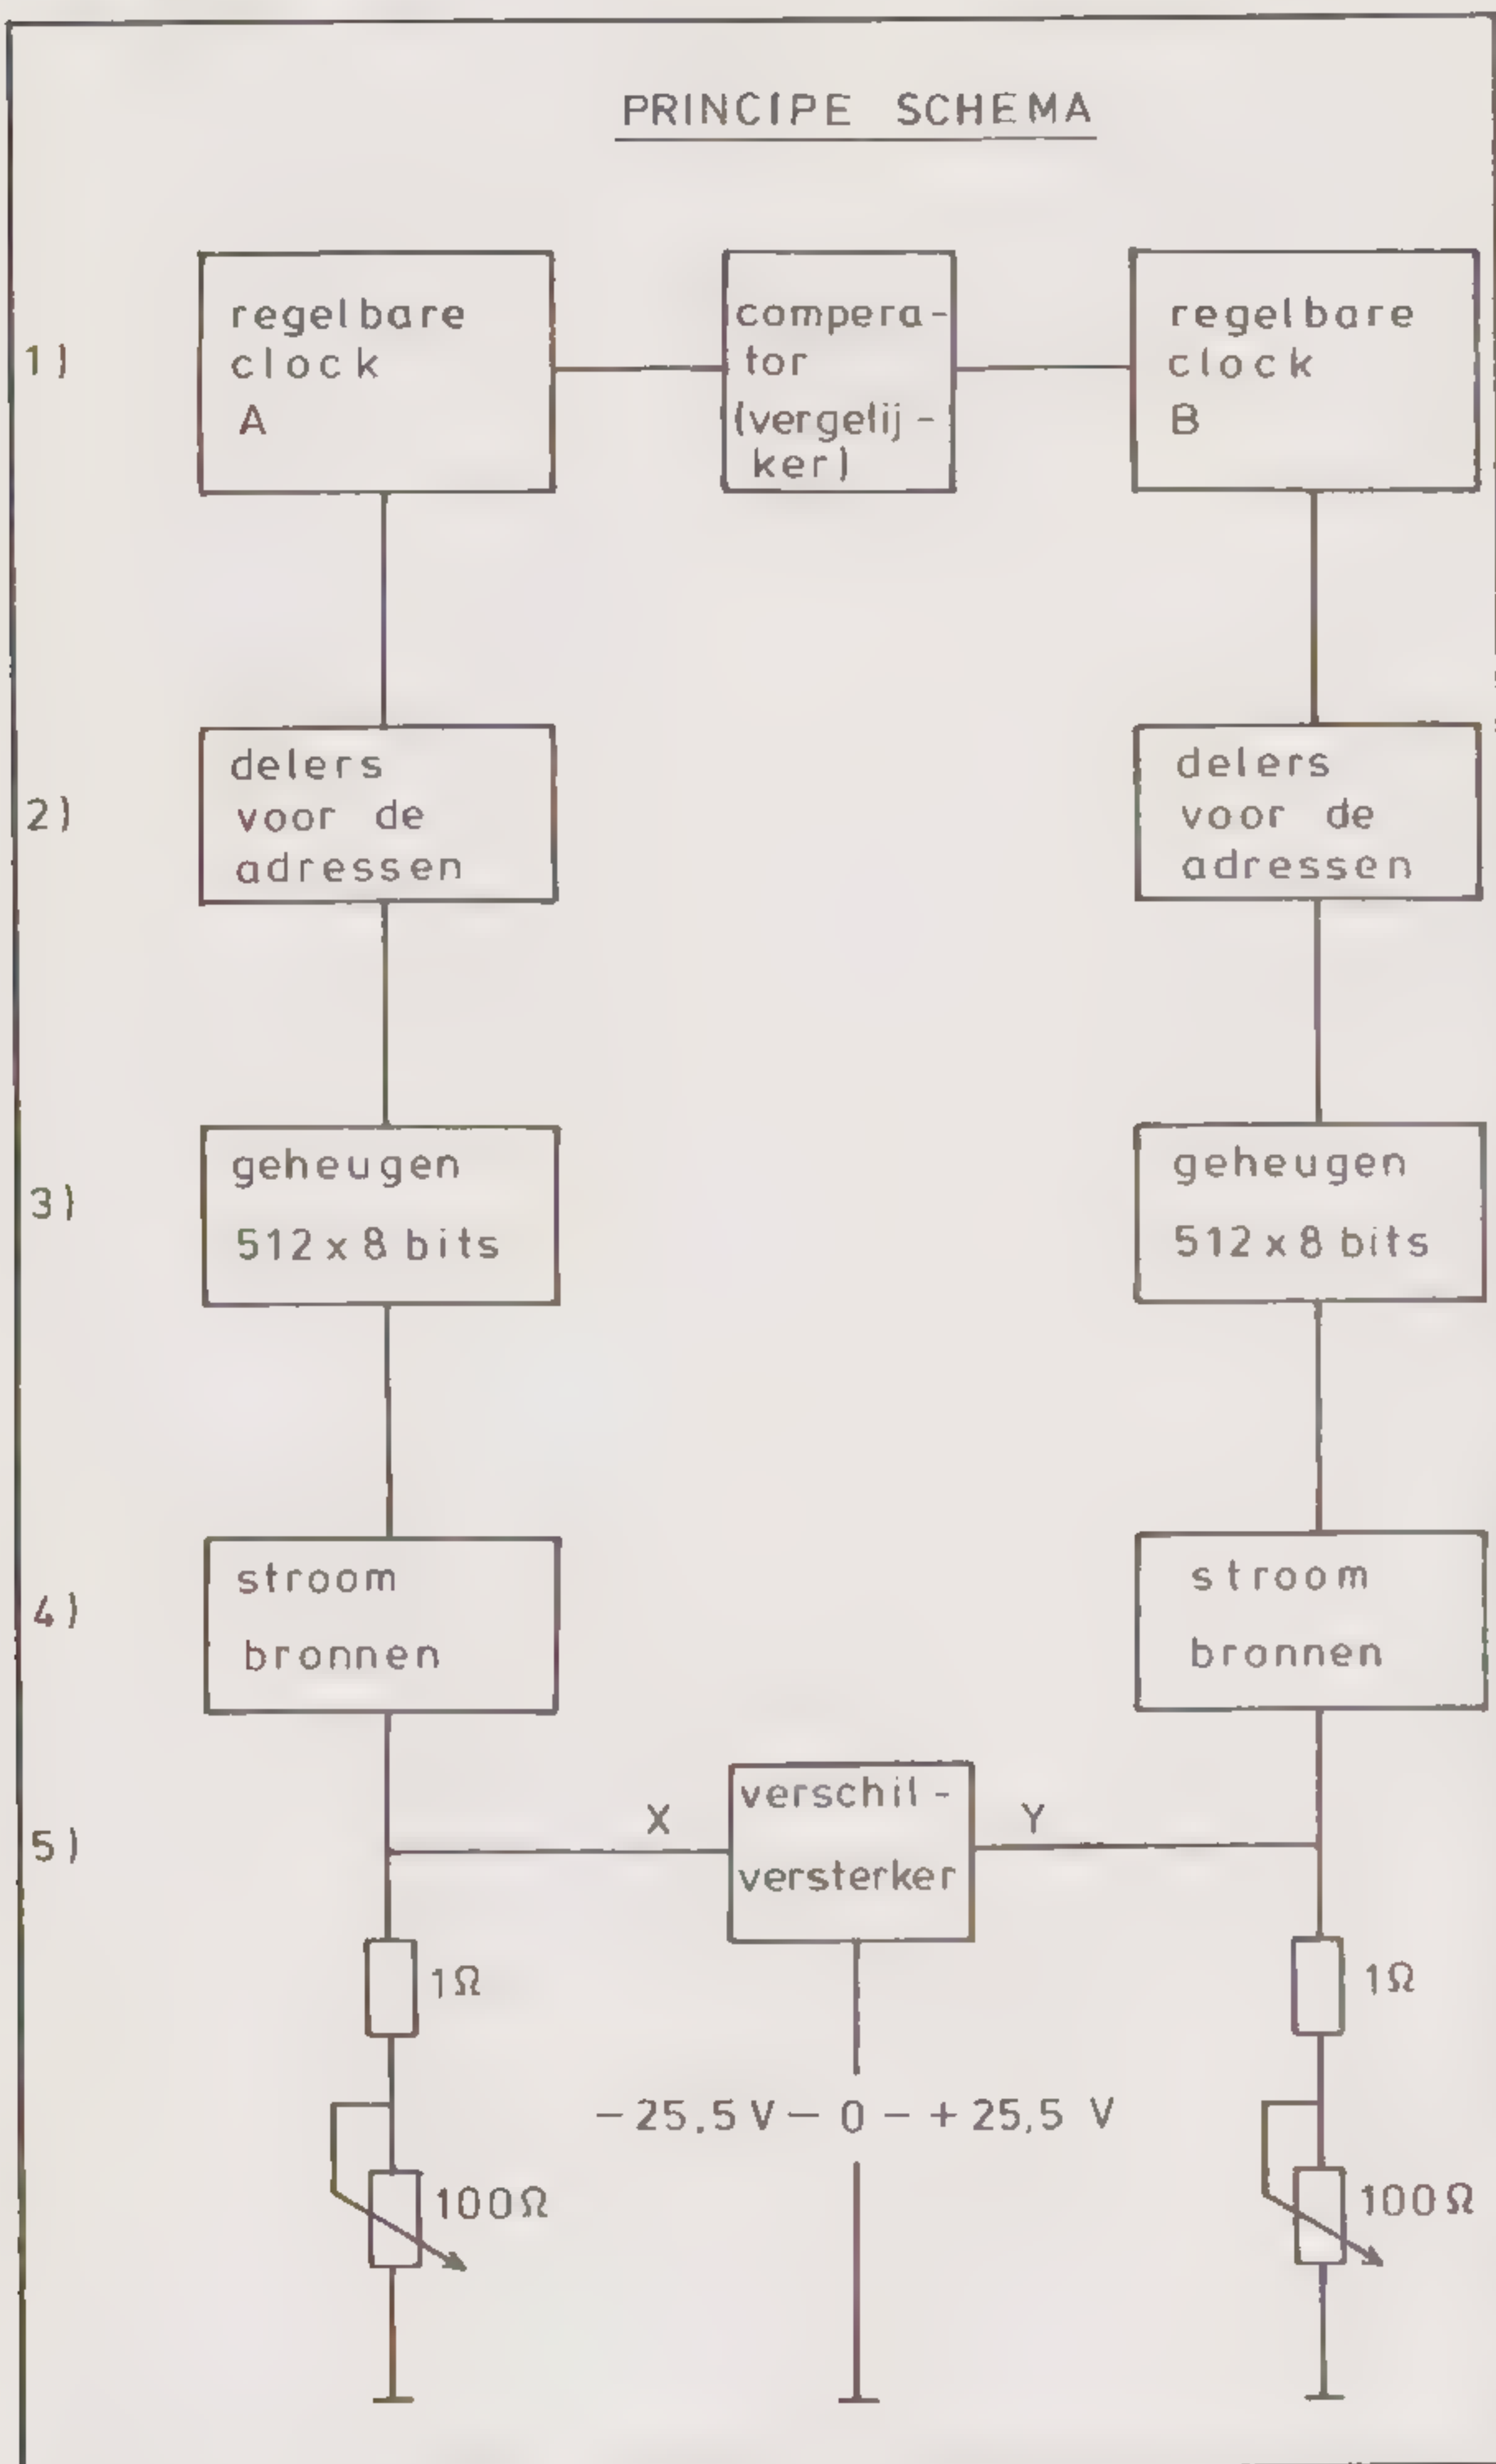 PRINCIPE SCHEMA
1)
regelbare
clock
A
compera-
tor
(vergelij-
ker)
regelbare
clock
B
2)
delers
voor de
adressen
delers
voor de
adressen
3)
geheugen
512 x 8 bits
geheugen
512 x 8 bits
4)
stroom
bronnen
stroom
bronnen
5)
X
verschil-
versterker
Y
1Ω
1Ω
-25,5 V - 0 - + 25,5 V
100Ω
100Ω